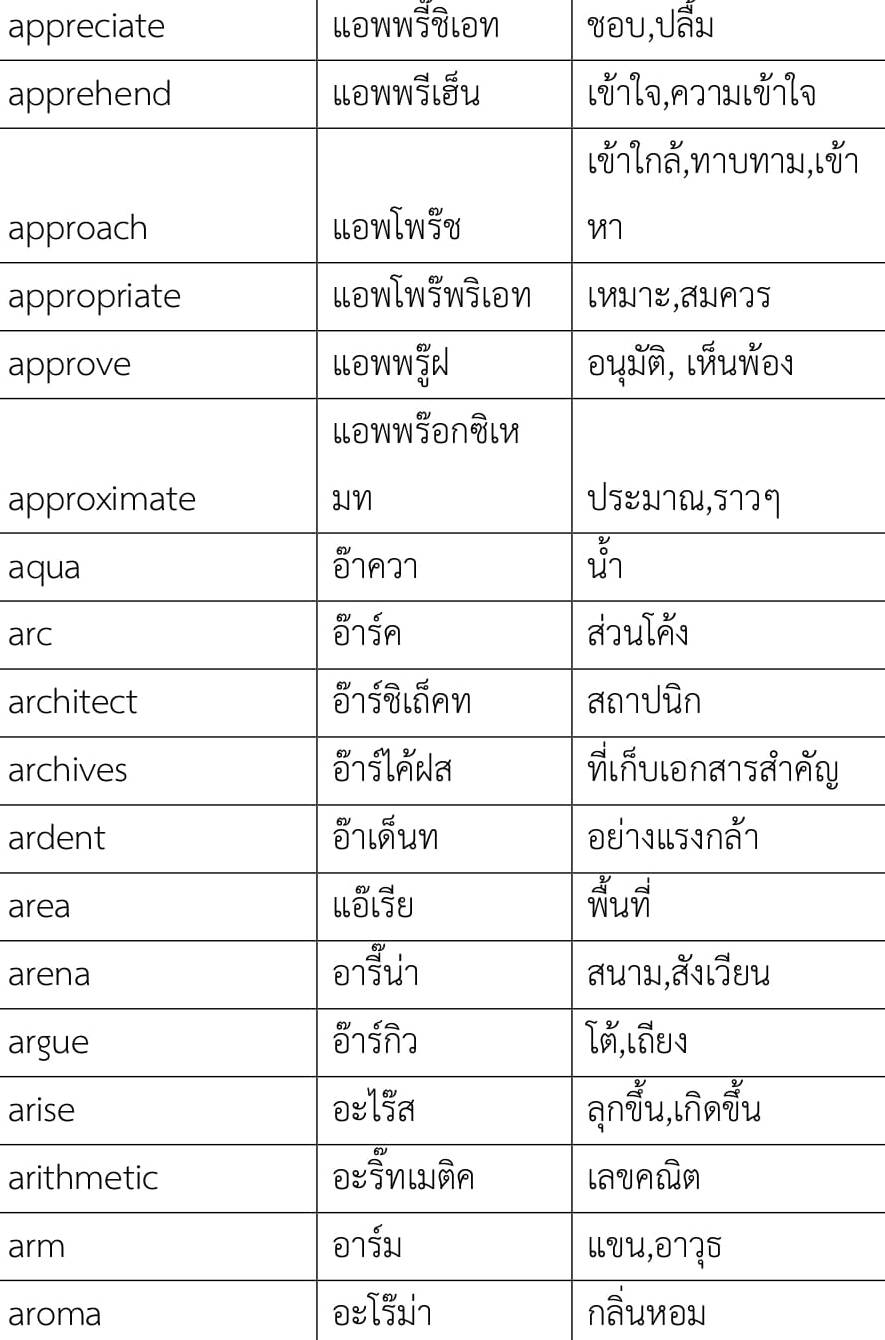 appreciate แอพพรี๊ชิเอท ชอบ,ปลื้ม
apprehend แอพพรีเฮ็น เข้าใจ,ความเข้าใจ
เข้าใกล้,ทาบทาม,เข้า
approach แอพโพร๊ช หา
appropriate แอพโพร๊พริเอท เหมาะ,สมควร
approve แอพพรู๊ฝ อนุมัติ, เห็นพ้อง
แอพพร๊อกซิเห
approximate มท ประมาณ,ราวๆ
aqua อ๊าควา น้ำ
arc อ๊าร์ค ส่วนโค้ง
architect อ๊าร์ชิเถ็คท สถาปนิก
archives อ๊าร์ไค้ฝส ที่เก็บเอกสารสำคัญ
ardent อ๊าเด็นท อย่างแรงกล้า
area แอ๊เรีย พื้นที่
arena อารี๊น่า สนาม,สังเวียน
argue อ๊าร์กิว โต้,เถียง
arise อะไร๊ส ลุกขึ้น,เกิดขึ้น
arithmetic อะริ๊ทเมติค เลขคณิต
arm อาร์ม แขน,อาวุธ
aroma อะโร๊ม่า กลิ่นหอม